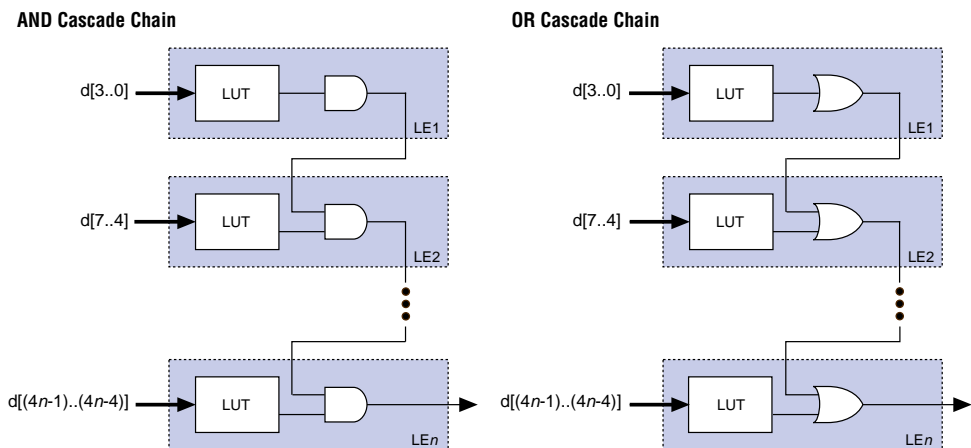 AND Cascade Chain
d[3..0]
LUT
LE1
d[7..4]
LUT
LE2
d[(4n-1)..(4n-4)]
LUT
LEn
OR Cascade Chain
d[3..0]
LUT
LE1
d[7..4]
LUT
LE2
d[(4n-1)..(4n-4)]
LUT
LEn